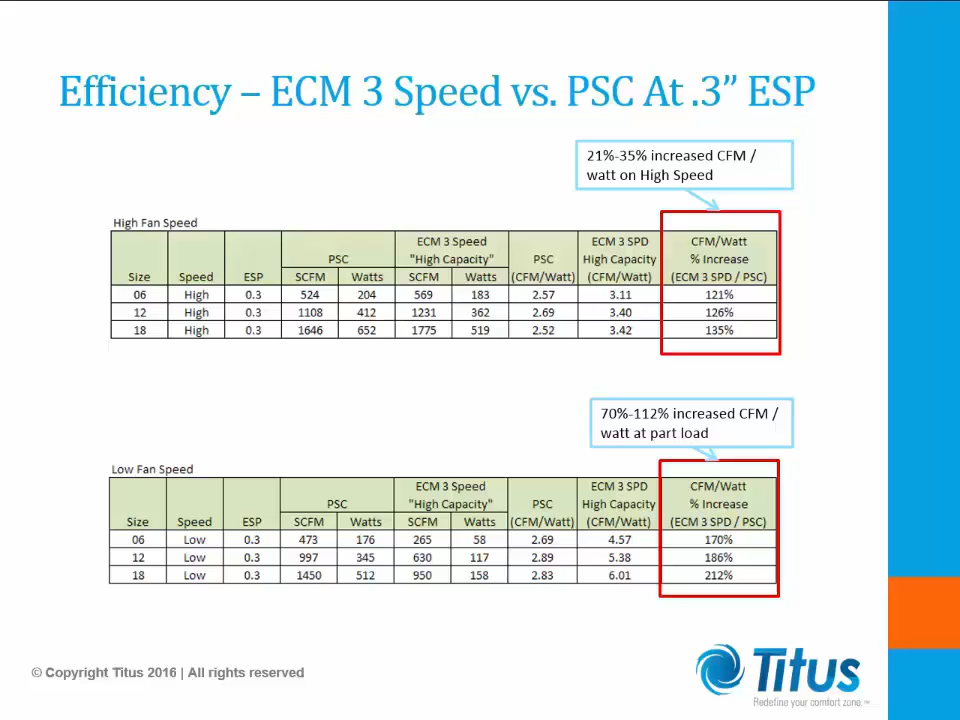 Efficiency – ECM 3 Speed vs. PSC At .3” ESP
21%-35% increased CFM /
watt on High Speed
High Fan Speed
ECM 3 Speed ECM 3 SPD CFM/Watt
PSC "High Capacity" PSC High Capacity % Increase
Size Speed ESP SCFM Watts SCFM Watts (CFM/Watt) (CFM/Watt) (ECM 3 SPD / PSC)
06 High 0.3 524 204 569 183 2.57 3.11 121%
12 High 0.3 1108 412 1231 362 2.69 3.40 126%
18 High 0.3 1646 652 1775 519 2.52 3.42 135%
70%-112% increased CFM /
watt at part load
Low Fan Speed
ECM 3 Speed ECM 3 SPD CFM/Watt
PSC "High Capacity" PSC High Capacity % Increase
Size Speed ESP SCFM Watts SCFM Watts (CFM/Watt) (CFM/Watt) (ECM 3 SPD / PSC)
06 Low 0.3 473 176 265 58 2.69 4.57 170%
12 Low 0.3 997 345 630 117 2.89 5.38 186%
18 Low 0.3 1450 512 950 158 2.83 6.01 212%
© Copyright Titus 2016 | All rights reserved
Titus
Redefine your comfort zone.™